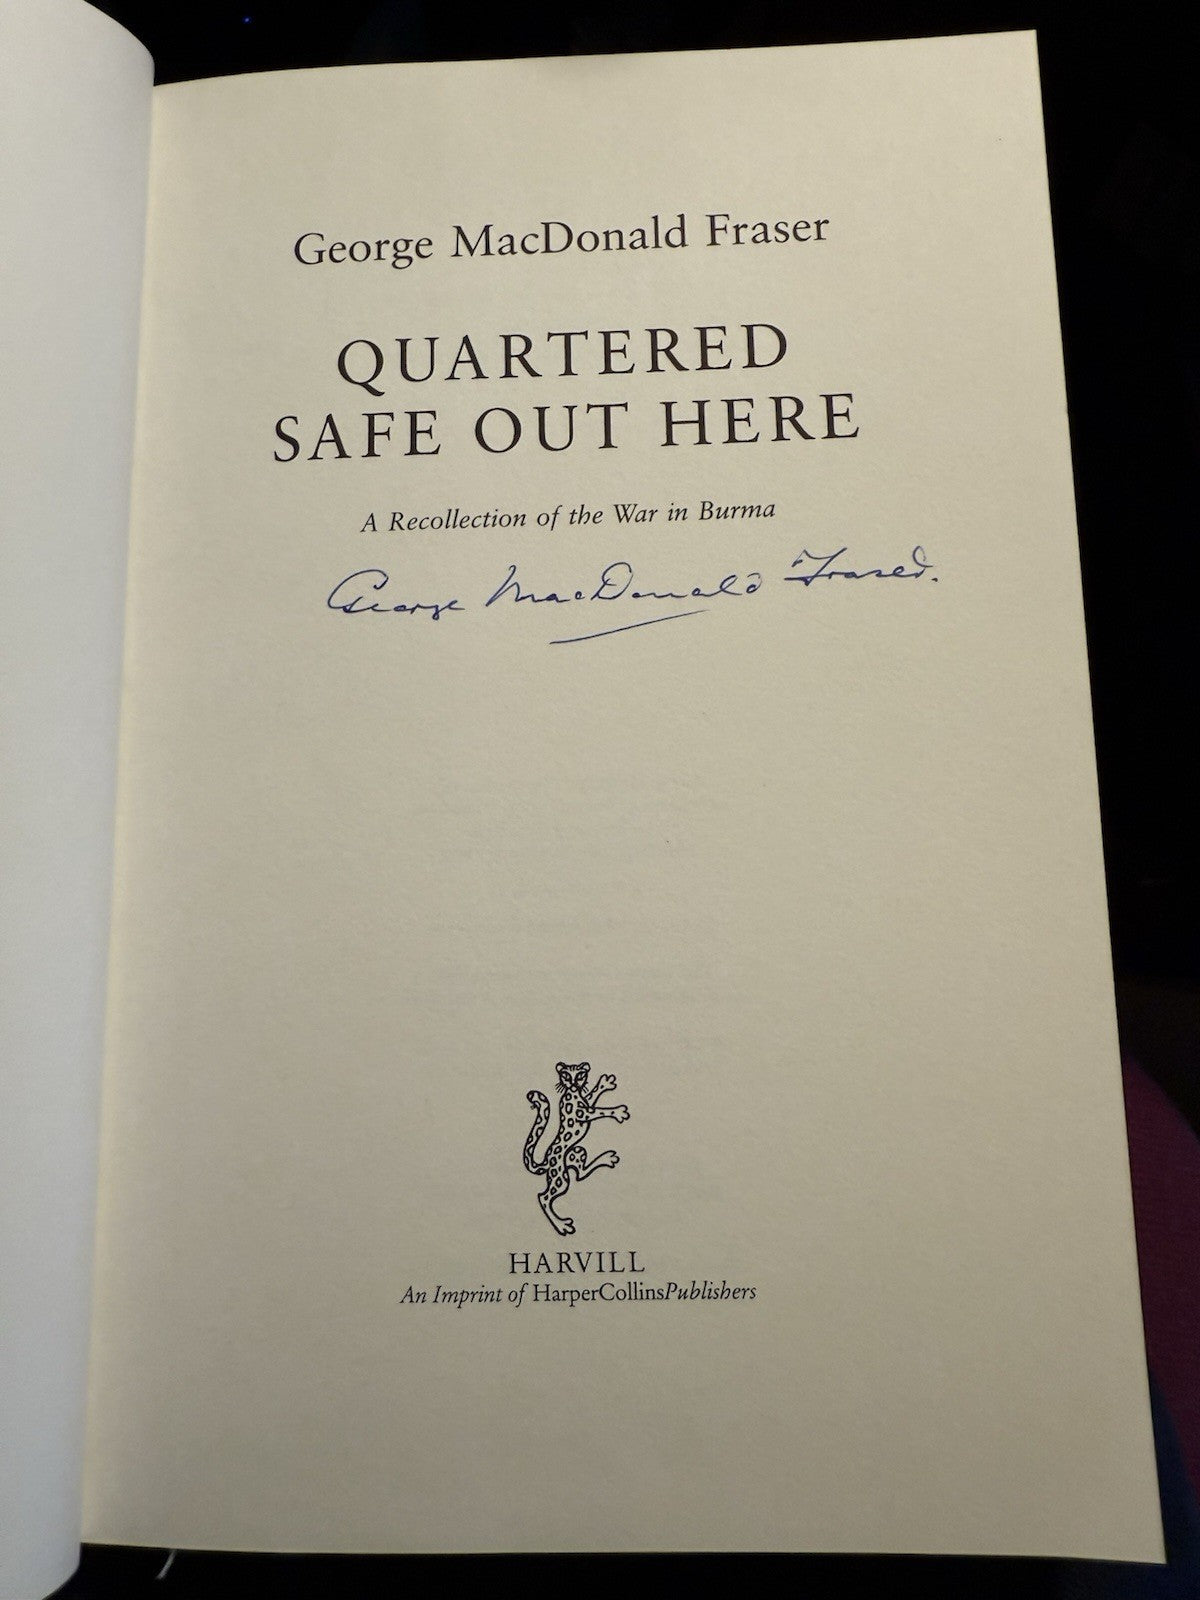 George MacDonald Fraser
QUARTERED
SAFE OUT HERE
A Recollection of the War in Burma
George MacDonald Fraser.
HARVILL
An Imprint of HarperCollinsPublishers